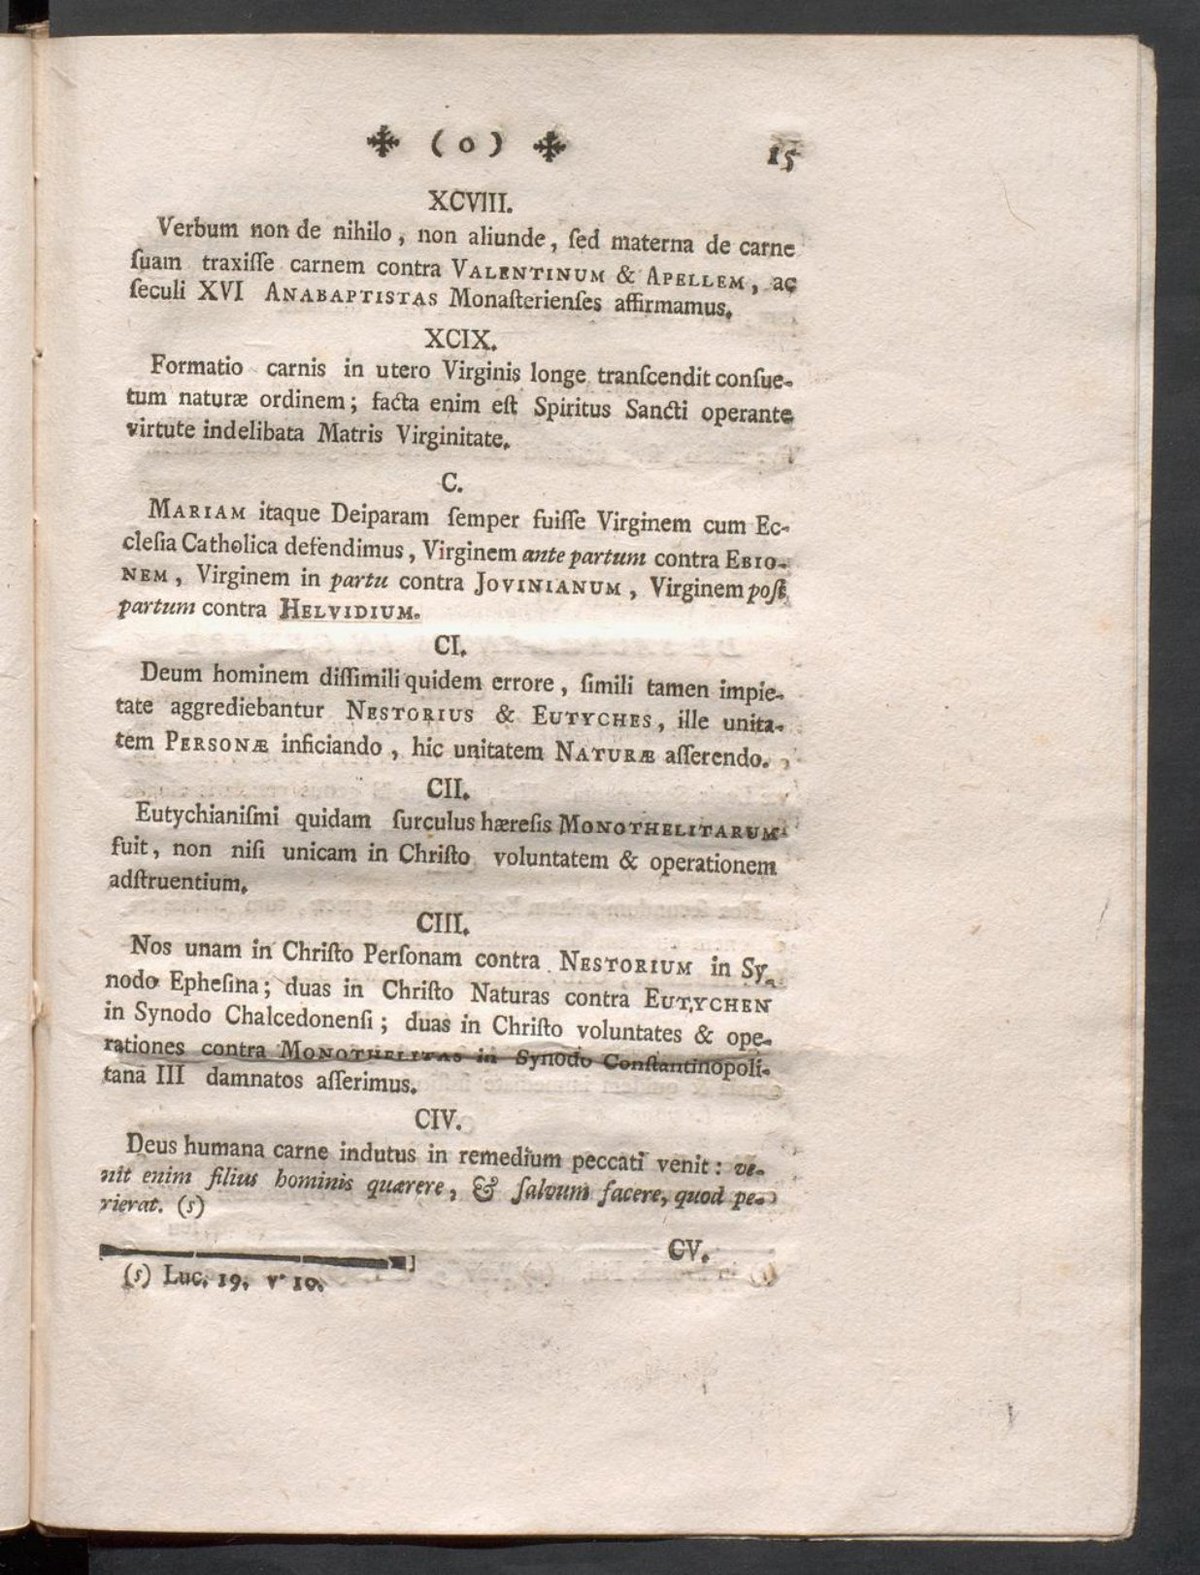 ✠ ( o ) ✠ 15
XCVIII.
Verbum non de nihilo, non aliunde, ſed materna de carne
ſuam traxiſſe carnem contra VALENTINUM & APELLEM, ac
ſeculi XVI ANABAPTISTAS Monaſterienſes affirmamus.
XCIX.
Formatio carnis in utero Virginis longe tranſcendit conſue-
tum naturæ ordinem; facta enim eſt Spiritus Sancti operante
virtute indelibata Matris Virginitate.
C.
MARIAM itaque Deiparam ſemper fuiſſe Virginem cum Ec-
cleſia Catholica defendimus, Virginem ante partum contra EBIO-
NEM, Virginem in partu contra JOVINIANUM, Virginem poſt
partum contra HELVIDIUM.
CI.
Deum hominem diſſimili quidem errore, ſimili tamen impie-
tate aggrediebantur NESTORIUS & EUTYCHES, ille unita-
tem PERSONÆ inficiando, hic unitatem NATURÆ aſſerendo.
CII.
Eutychianiſmi quidam ſurculus hæreſis MONOTHELITARUM
fuit, non niſi unicam in Chriſto voluntatem & operationem
adſtruentium.
CIII.
Nos unam in Chriſto Perſonam contra NESTORIUM in Sy-
nodo Epheſina; duas in Chriſto Naturas contra EUTYCHEN
in Synodo Chalcedonenſi; duas in Chriſto voluntates & ope-
rationes contra MONOTHELITAS in Synodo Conſtantinopoli-
tana III damnatos aſſerimus.
CIV.
Deus humana carne indutus in remedium peccati venit: ve-
nit enim filius hominis quærere, & ſalvum facere, quod pe-
rierat. (s)
CV.
(s) Luc. 19. v. 10.